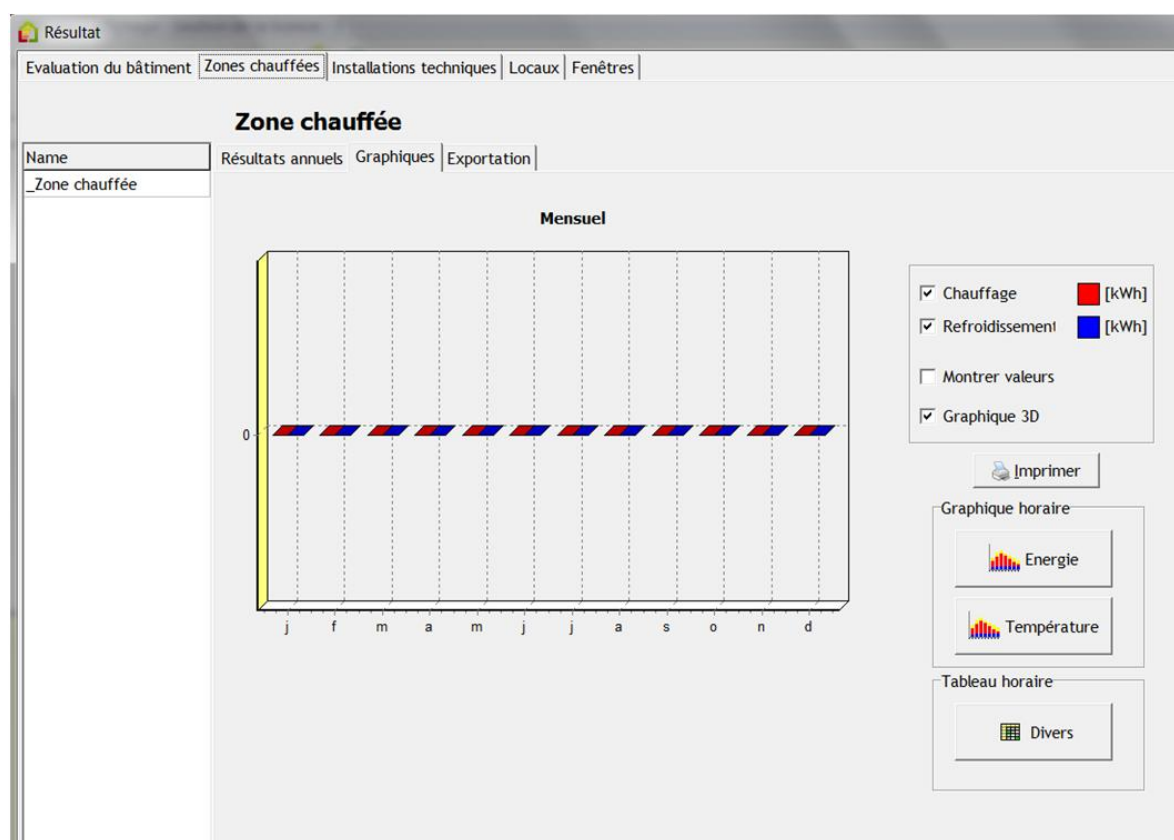 Résultat
Evaluation du bâtiment Zones chauffées Installations techniques Locaux Fenêtres
Zone chauffée
Name
Résultats annuels Graphiques Exportation
_Zone chauffée
Mensuel
Chauffage [kWh]
Refroidissement [kWh]
Montrer valeurs
Graphique 3D
0
Imprimer
Graphique horaire
Energie
Température
j f m a m j j a s o n d
Tableau horaire
Divers